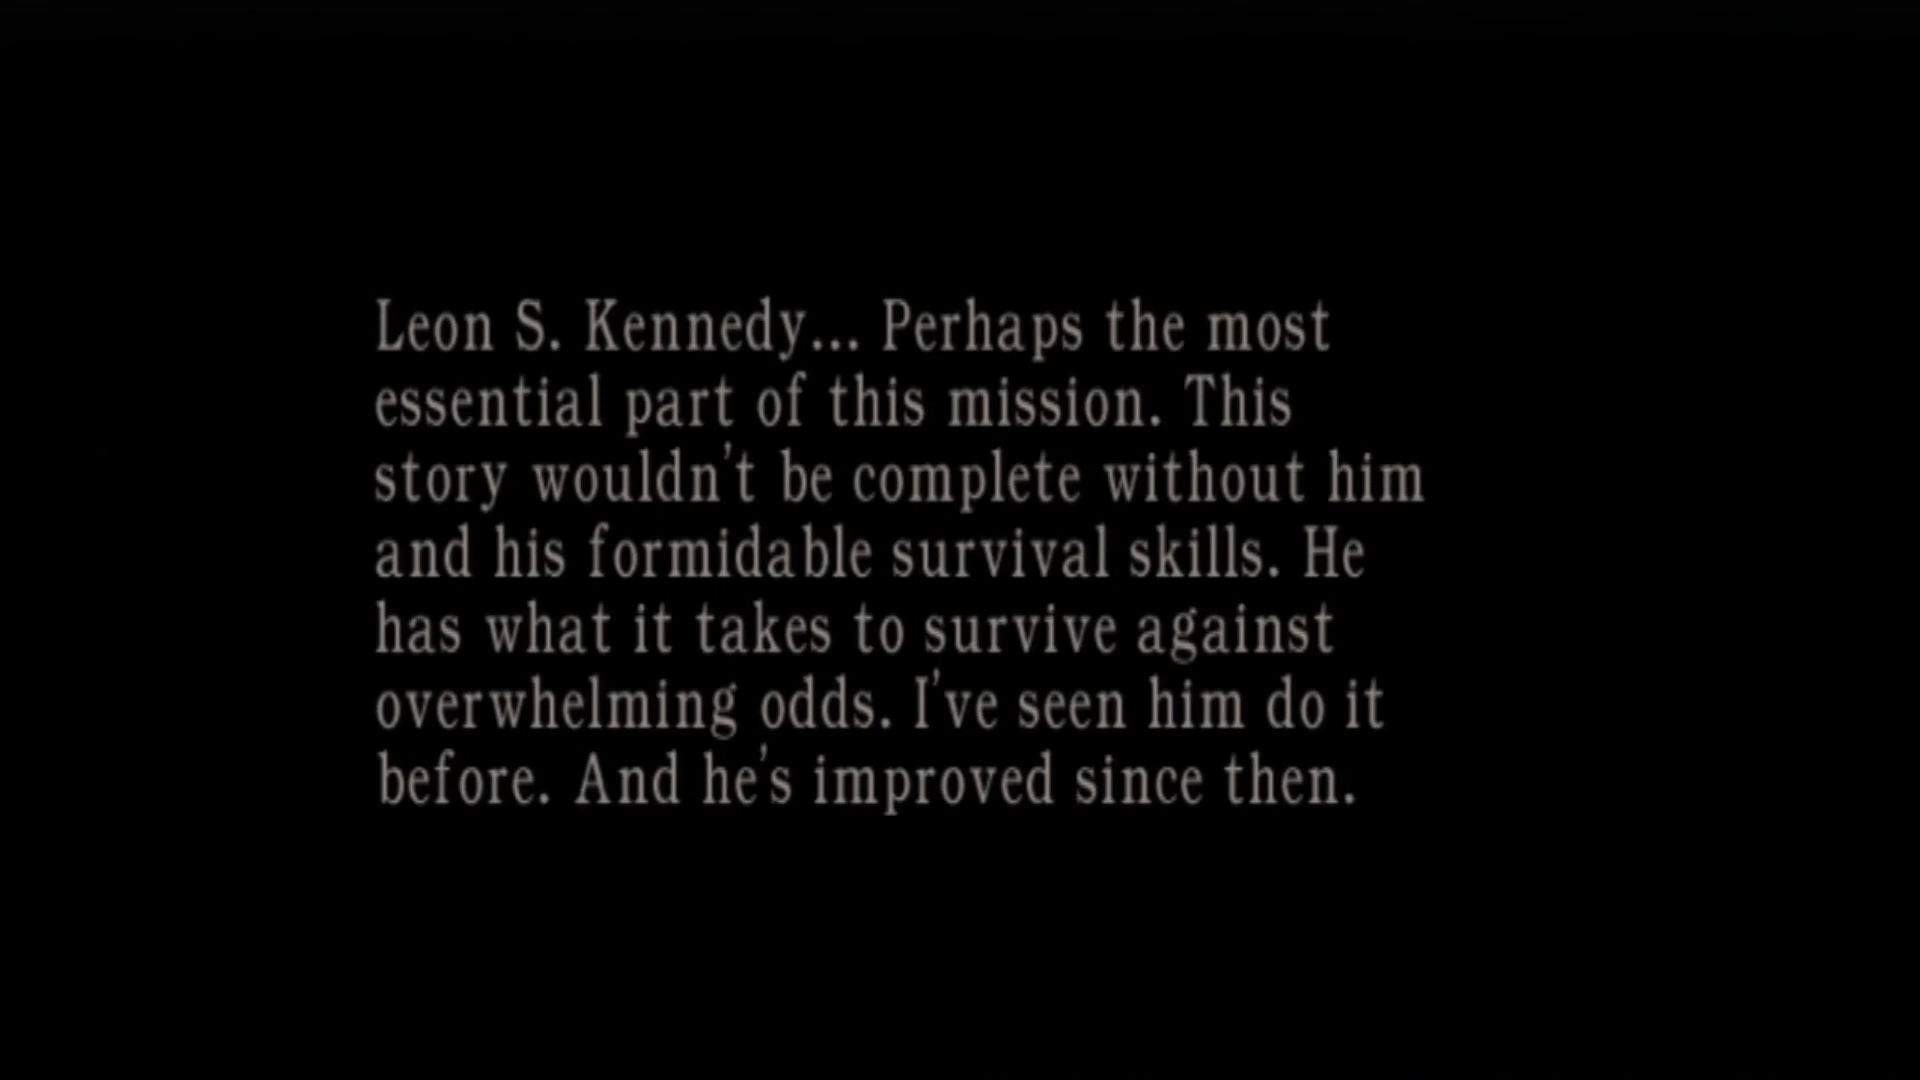 Leon S. Kennedy... Perhaps the most
essential part of this mission. This
story wouldn't be complete without him
and his formidable survival skills. He
has what it takes to survive against
overwhelming odds. I've seen him do it
before. And he's improved since then.